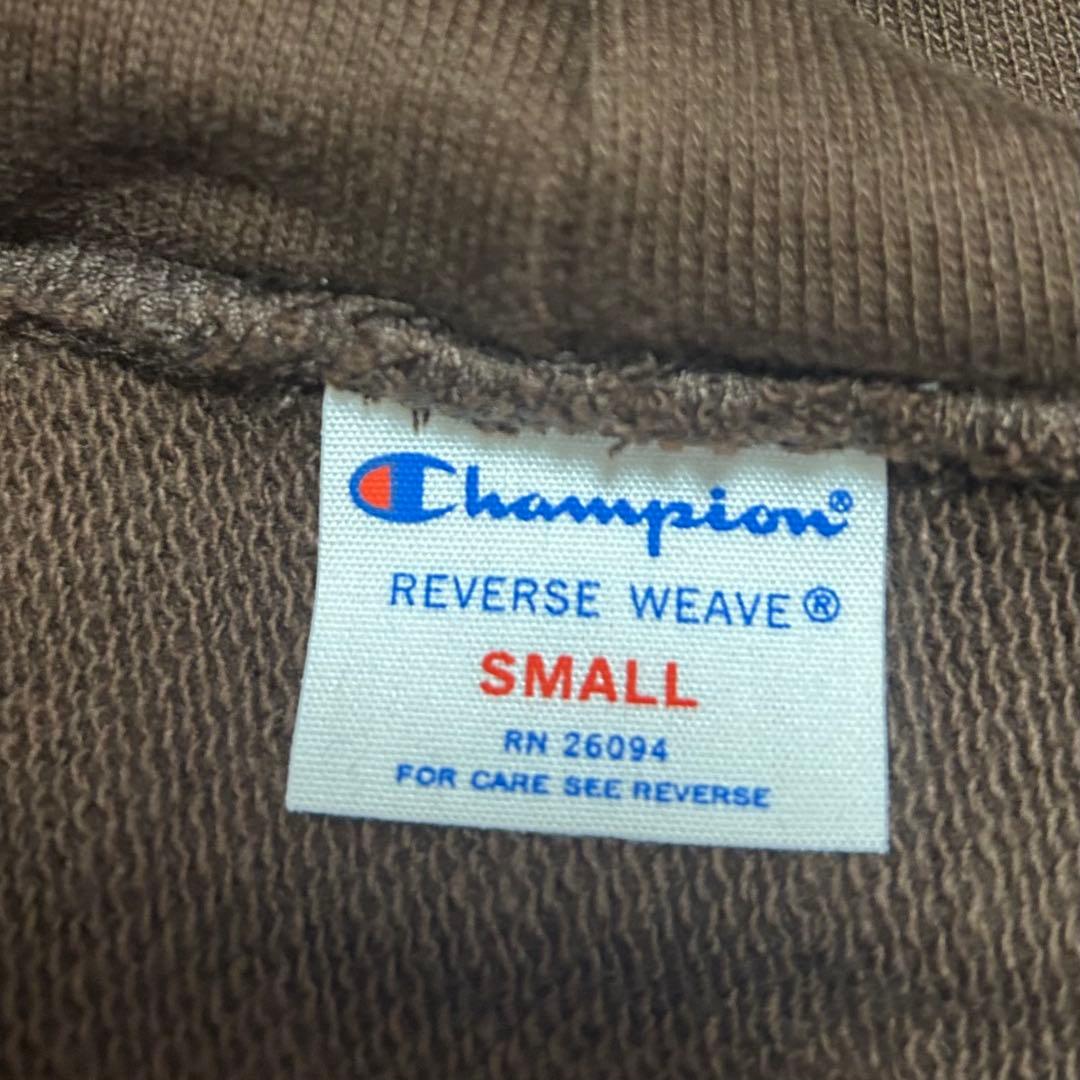 Champion®
REVERSE WEAVE®
SMALL
RN 26094
FOR CARE SEE REVERSE